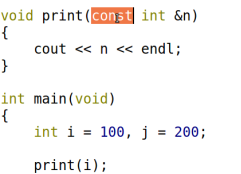 void print(const int &n)
{
    cout << n << endl;
}

int main(void)
{
    int i = 100, j = 200;

    print(i);